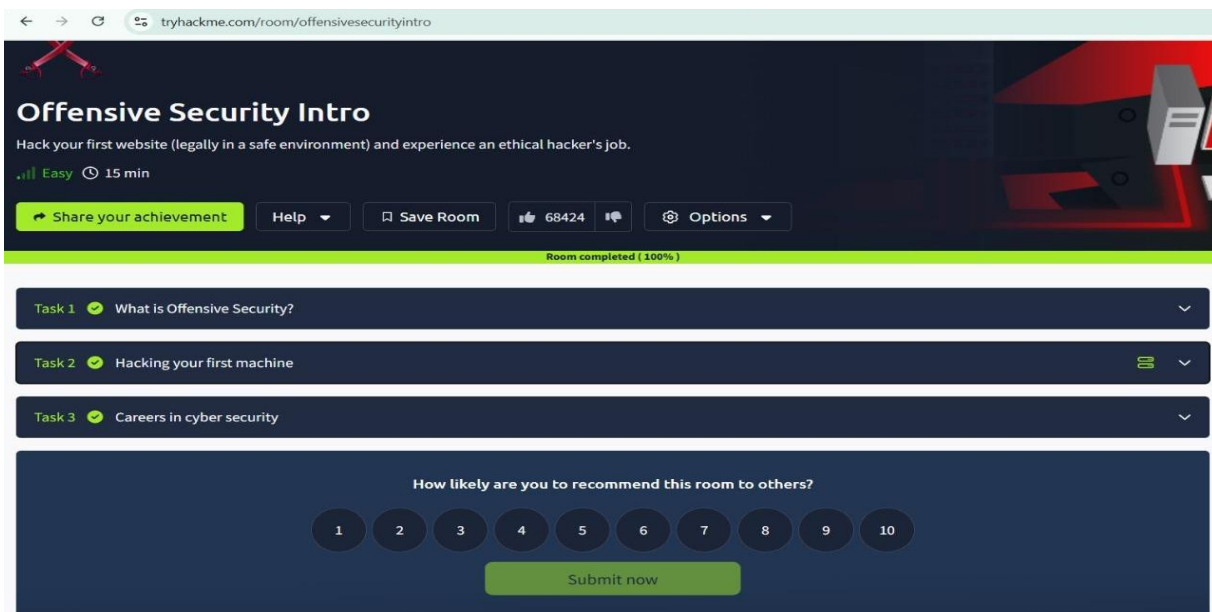 tryhackme.com/room/offensivesecurityintro
Offensive Security Intro
Hack your first website (legally in a safe environment) and experience an ethical hacker's job.
Easy 15 min
Share your achievement Help Save Room 68424 Options
Room completed ( 100% )
Task 1 What is Offensive Security?
Task 2 Hacking your first machine
Task 3 Careers in cyber security
How likely are you to recommend this room to others?
1 2 3 4 5 6 7 8 9 10
Submit now